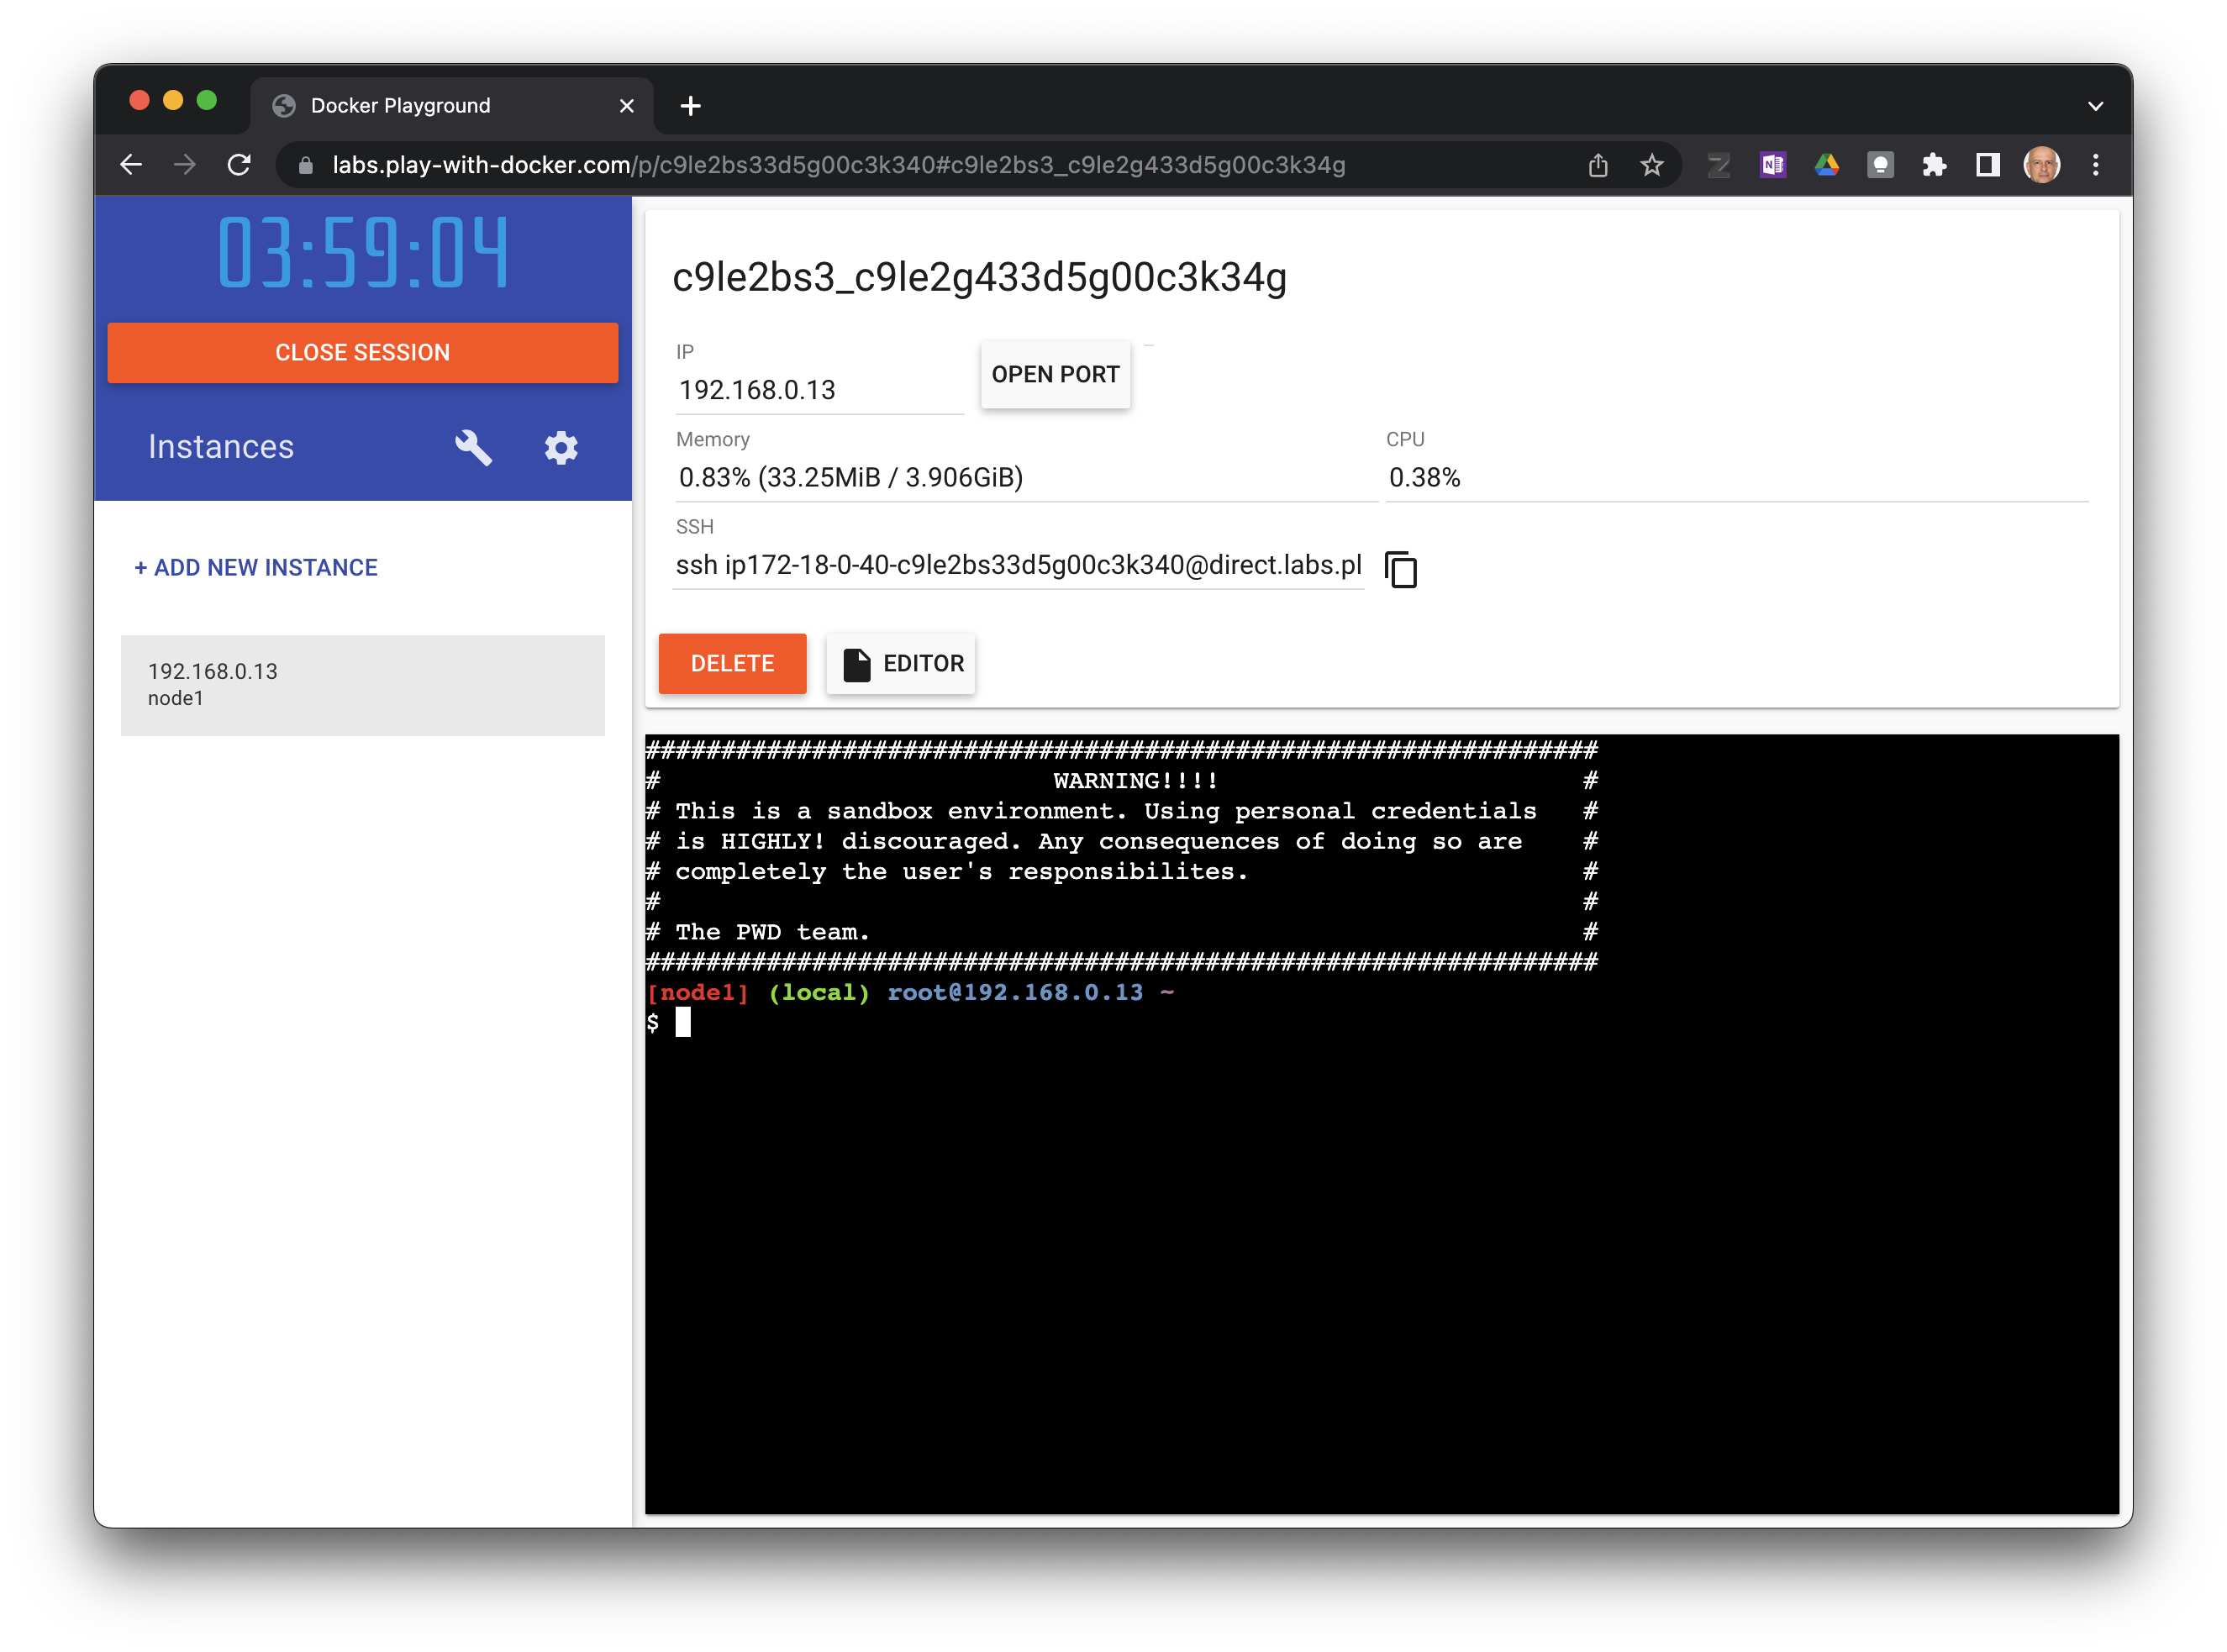 Docker Playground
labs.play-with-docker.com/p/c9le2bs33d5g00c3k340#c9le2bs3_c9le2g433d5g00c3k34g
03:59:04
CLOSE SESSION
Instances
+ ADD NEW INSTANCE
192.168.0.13
node1
c9le2bs3_c9le2g433d5g00c3k34g
IP
192.168.0.13
OPEN PORT
Memory
0.83% (33.25MiB / 3.906GiB)
CPU
0.38%
SSH
ssh ip172-18-0-40-c9le2bs33d5g00c3k340@direct.labs.pl
DELETE
EDITOR
###############################################################
#                          WARNING!!!!                        #
# This is a sandbox environment. Using personal credentials   #
# is HIGHLY! discouraged. Any consequences of doing so are    #
# completely the user's responsibilites.                      #
#                                                             #
# The PWD team.                                               #
###############################################################
[node1] (local) root@192.168.0.13 ~
$